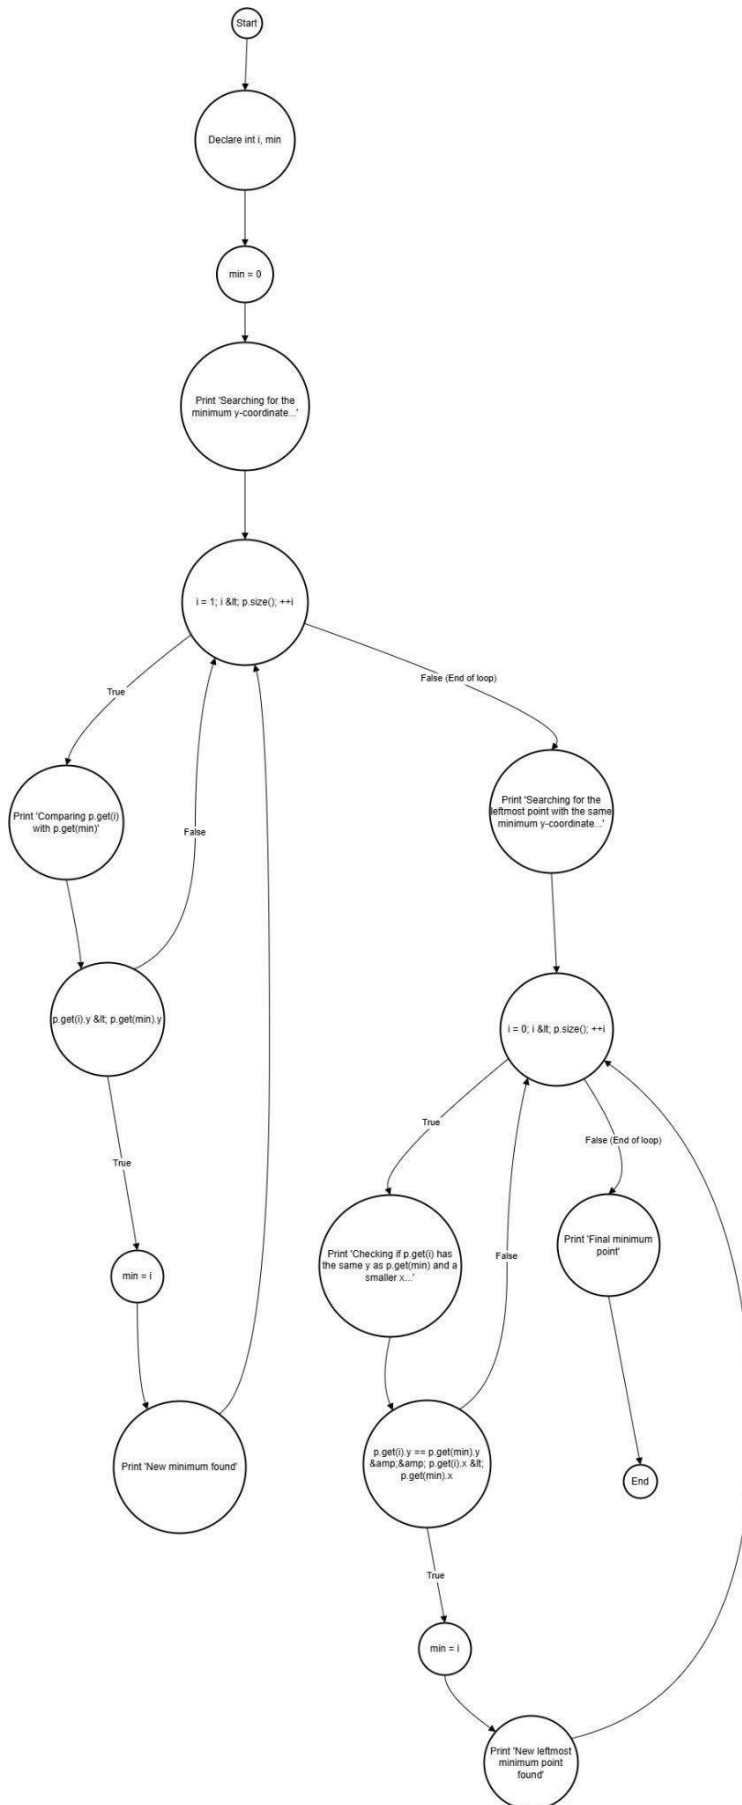 Start
Declare int i, min
min = 0
Print 'Searching for the
minimum y-coordinate...'
i = 1; i &lt; p.size(); ++i
True
False (End of loop)
Print 'Comparing p.get(i)
with p.get(min)'
False
p.get(i).y &lt; p.get(min).y
True
min = i
Print 'New minimum found'
Print 'Searching for the
leftmost point with the same
minimum y-coordinate...'
i = 0; i &lt; p.size(); ++i
True
False (End of loop)
Print 'Checking if p.get(i) has
the same y as p.get(min) and a
smaller x...'
False
Print 'Final minimum
point'
p.get(i).y == p.get(min).y
&amp;&amp; p.get(i).x &lt;
p.get(min).x
End
True
min = i
Print 'New leftmost
minimum point
found'